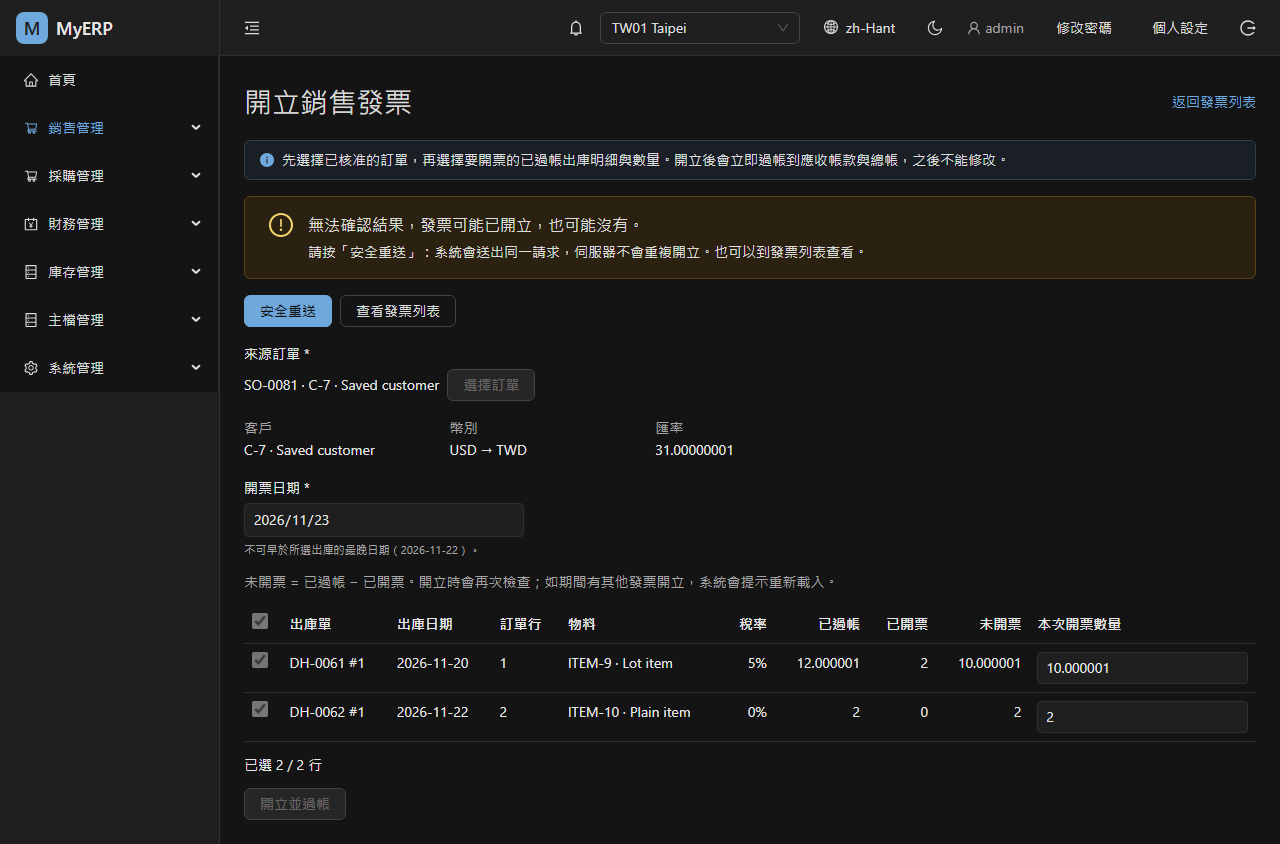 M MyERP
TW01 Taipei
zh-Hant
admin
修改密碼
個人設定
首頁
銷售管理
採購管理
財務管理
庫存管理
主檔管理
系統管理
開立銷售發票
返回發票列表
先選擇已核准的訂單，再選擇要開票的已過帳出庫明細與數量。開立後會立即過帳到應收帳款與總帳，之後不能修改。
無法確認結果，發票可能已開立，也可能沒有。
請按「安全重送」：系統會送出同一請求，伺服器不會重複開立。也可以到發票列表查看。
安全重送 查看發票列表
來源訂單 *
SO-0081 · C-7 · Saved customer 選擇訂單
客戶 幣別 匯率
C-7 · Saved customer USD → TWD 31.00000001
開票日期 *
2026/11/23
不可早於所選出庫的最晚日期（2026-11-22）。
未開票 = 已過帳 − 已開票。開立時會再次檢查；如期間有其他發票開立，系統會提示重新載入。
出庫單 出庫日期 訂單行 物料 稅率 已過帳 已開票 未開票 本次開票數量
DH-0061 #1 2026-11-20 1 ITEM-9 · Lot item 5% 12.000001 2 10.000001 10.000001
DH-0062 #1 2026-11-22 2 ITEM-10 · Plain item 0% 2 0 2 2
已選 2 / 2 行
開立並過帳